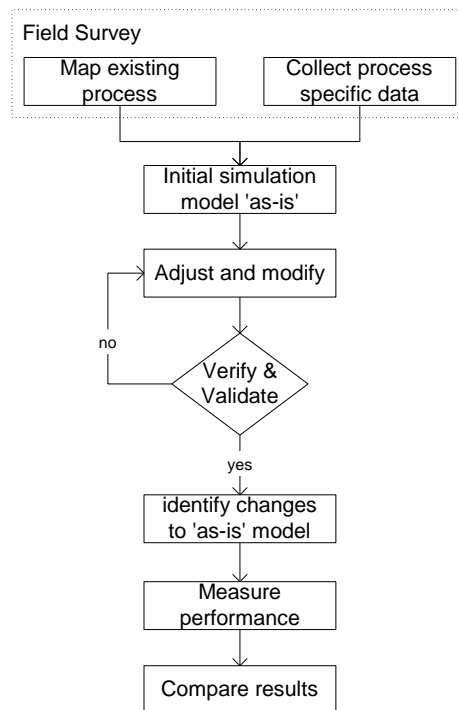 Field Survey
Map existing
process
Collect process
specific data
Initial simulation
model 'as-is'
Adjust and modify
no
Verify &
Validate
yes
identify changes
to 'as-is' model
Measure
performance
Compare results